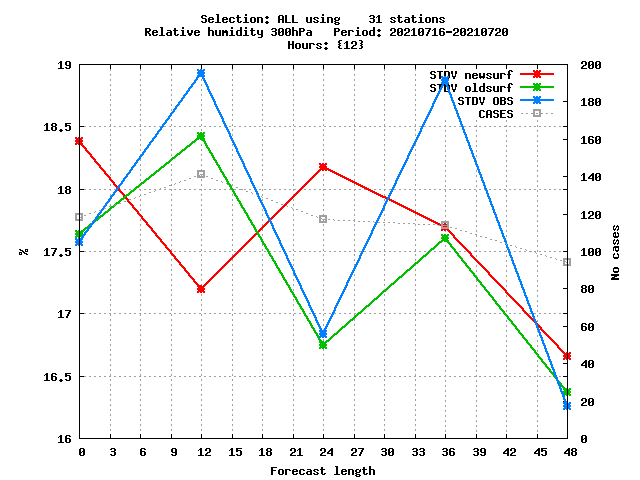 Selection: ALL using    31 stations
Relative humidity 300hPa   Period: 20210716-20210720
Hours: {12}
STDV newsurf
STDV oldsurf
STDV OBS
CASES
19
18.5
18
17.5
17
16.5
16
%
200
180
160
140
120
100
80
60
40
20
0
No cases
0 3 6 9 12 15 18 21 24 27 30 33 36 39 42 45 48
Forecast length